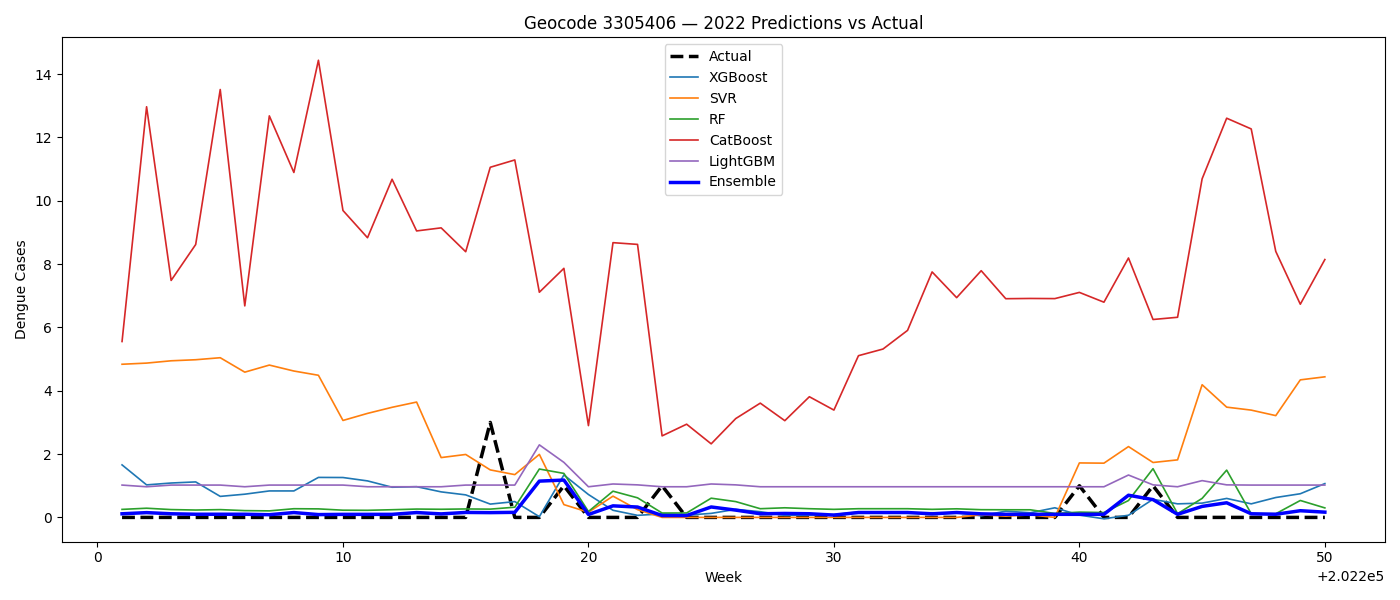 Geocode 3305406 — 2022 Predictions vs Actual
Actual
XGBoost
SVR
RF
CatBoost
LightGBM
Ensemble
Dengue Cases
14
12
10
8
6
4
2
0
0 10 20 30 40 50
Week
+2.022e5